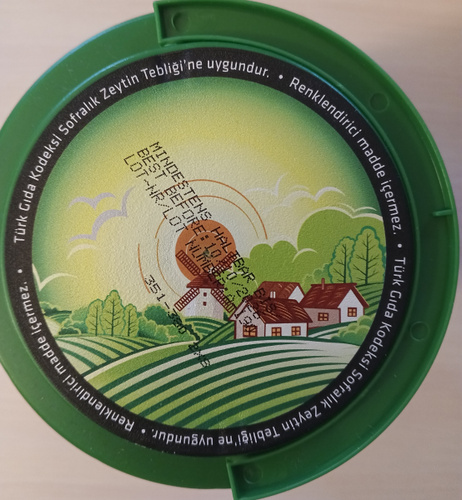 Türk Gıda Kodeksi Sofralık Zeytin Tebliği'ne uygundur. • Renklendirici madde içermez. •
Türk Gıda Kodeksi Sofralık Zeytin Tebliği'ne uygundur. • Renklendirici madde içermez. •
MINDESTENS HALTBAR
BEST BEFORE:
LOT-NR/LOT